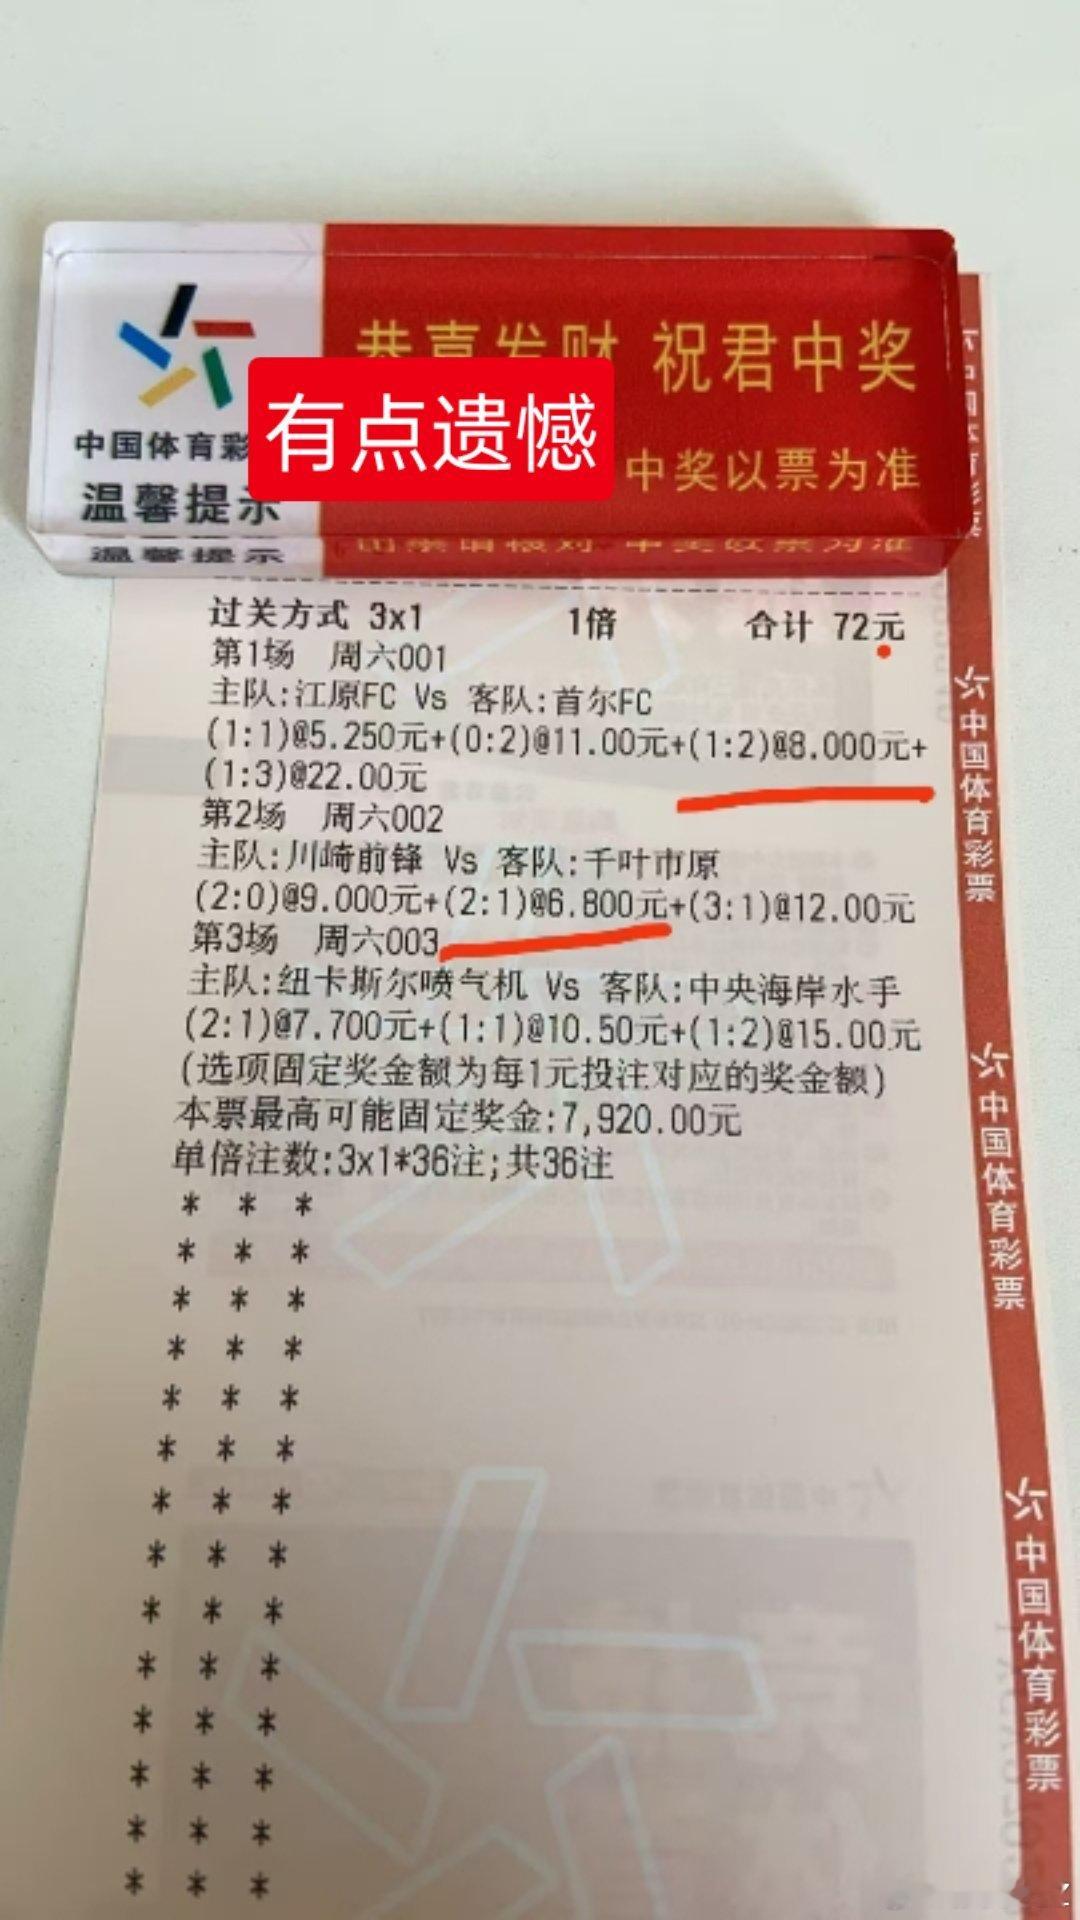 恭喜发财 祝君中奖
有点遗憾
中国体育彩
温馨提示
中奖以票为准
温馨提示
过关方式 3x1 1倍 合计 72元
第1场 周六001
主队:江原FC Vs 客队:首尔FC
(1:1)@5.250元+(0:2)@11.00元+(1:2)@8.000元+
(1:3)@22.00元
第2场 周六002
主队:川崎前锋 Vs 客队:千叶市原
(2:0)@9.000元+(2:1)@6.800元+(3:1)@12.00元
第3场 周六003
主队:纽卡斯尔喷气机 Vs 客队:中央海岸水手
(2:1)@7.700元+(1:1)@10.50元+(1:2)@15.00元
(选项固定奖金额为每1元投注对应的奖金额)
本票最高可能固定奖金:7,920.00元
单倍注数:3x1*36注;共36注
* * *
* * *
* * *
* * *
* * *
* * *
* * *
* * *
* * *
* * *
* * *
* * *
* * *
* * *
中国体育彩票
中国体育彩票
中国体育彩票